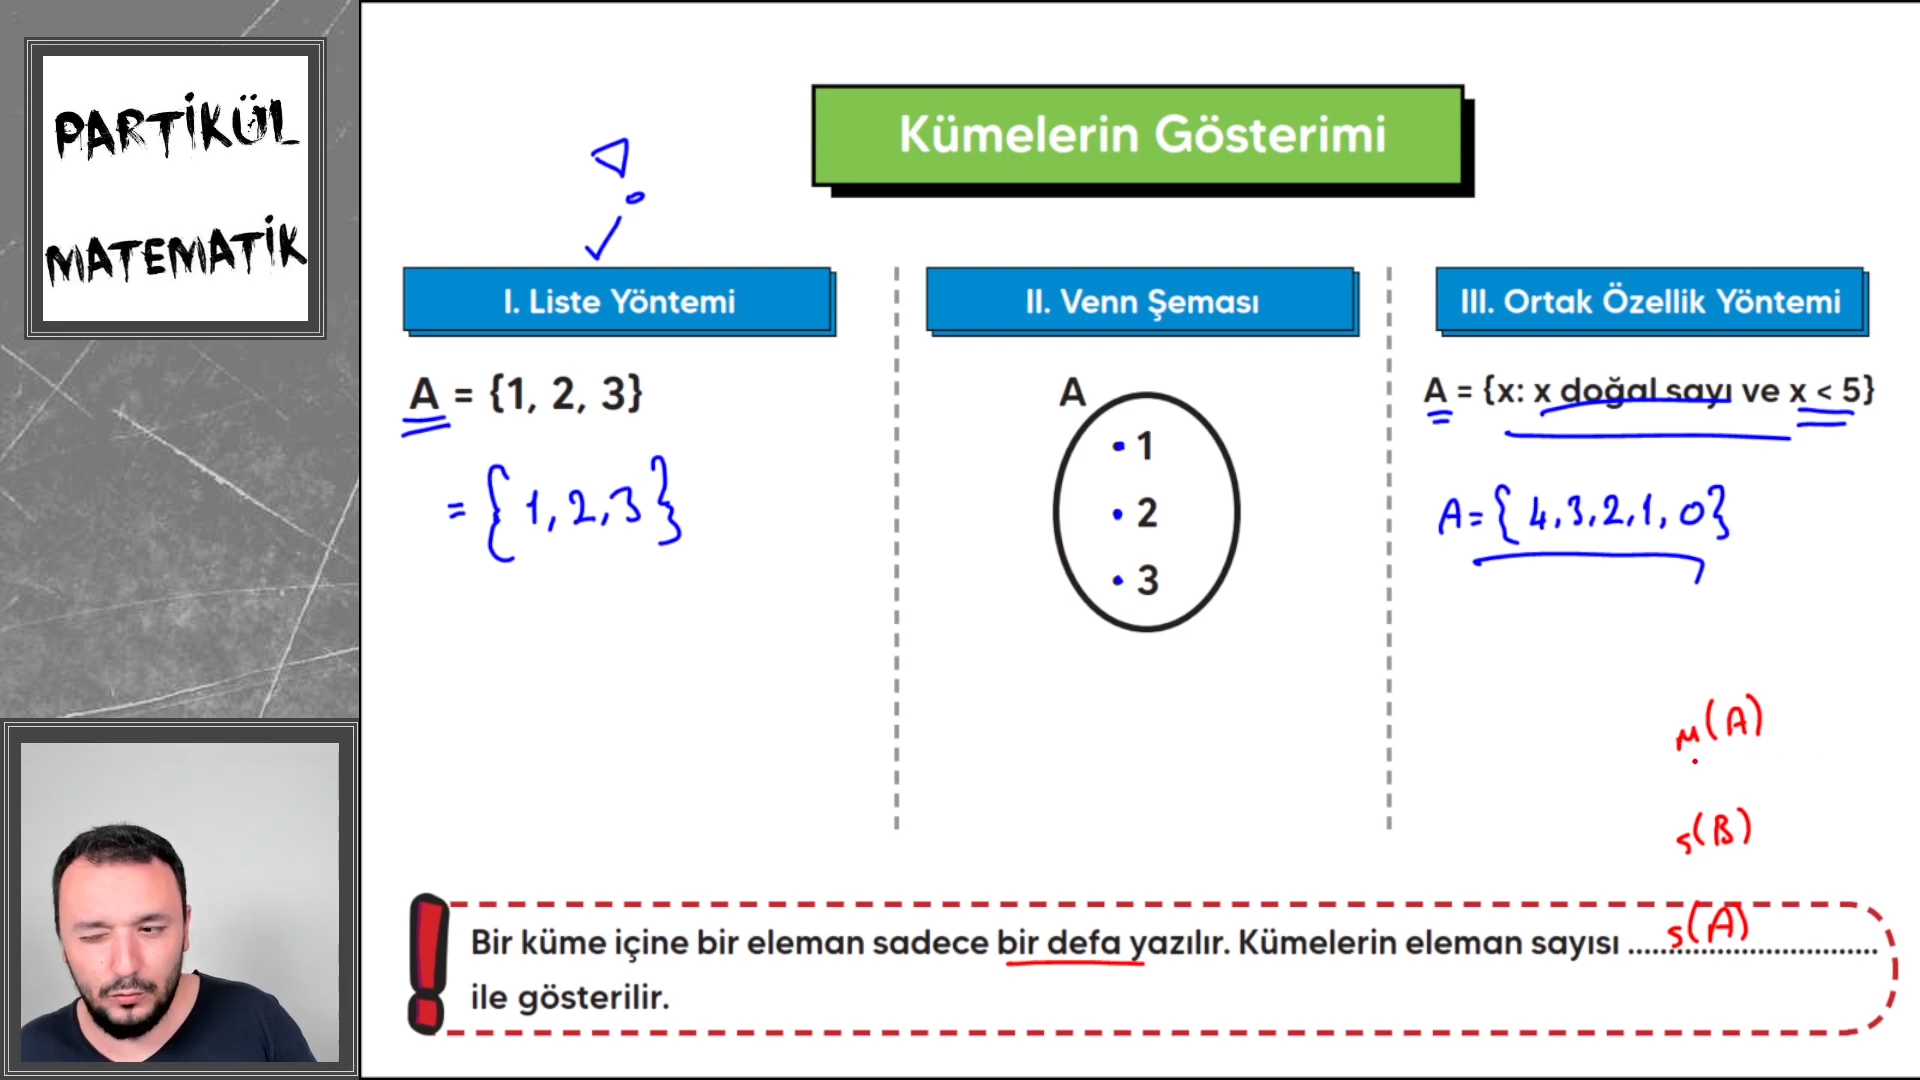 PARTİKÜL
MATEMATİK
Kümelerin Gösterimi
I. Liste Yöntemi
A = {1, 2, 3}
= {1, 2, 3}
II. Venn Şeması
A
1
2
3
III. Ortak Özellik Yöntemi
A = {x: x doğal sayı ve x < 5}
A = {4, 3, 2, 1, 0}
(A)
s(B)
s(A)
Bir küme içine bir eleman sadece bir defa yazılır. Kümelerin eleman sayısı ..............................
ile gösterilir.